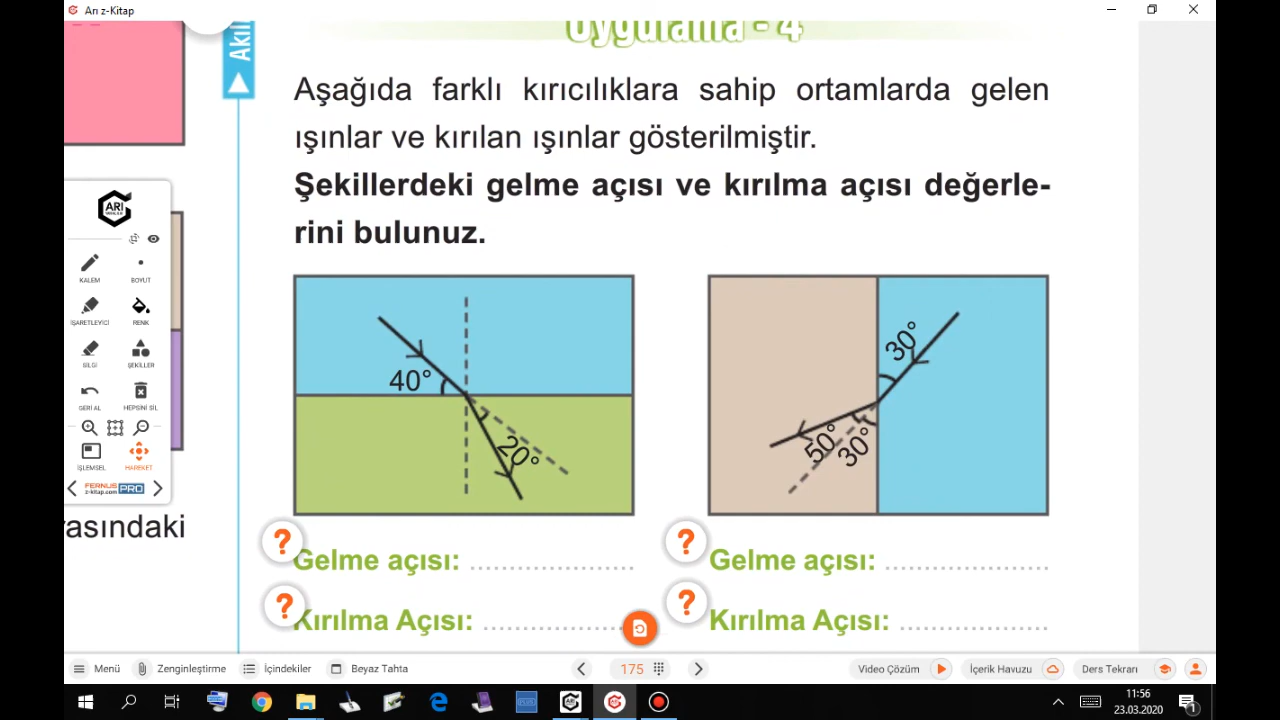 Arı z-Kitap
Uygulama - 4
Akıl
Aşağıda farklı kırıcılıklara sahip ortamlarda gelen
ışınlar ve kırılan ışınlar gösterilmiştir.
Şekillerdeki gelme açısı ve kırılma açısı değerle-
rini bulunuz.
ARI
KALEM BOYUT
İŞARETLEYİCİ RENK
SİLGİ ŞEKİLLER
GERİ AL HEPSİNİ SİL
İŞLEMSEL HAREKET
FERNUS
z-kitap.com PRO
rasındaki
40°
20°
30°
50°
30°
? Gelme açısı: ....................
? Kırılma Açısı: .................
? Gelme açısı: ....................
? Kırılma Açısı: ..................
Menü Zenginleştirme İçindekiler Beyaz Tahta 175 Video Çözüm İçerik Havuzu Ders Tekrarı
11:56
23.03.2020
1